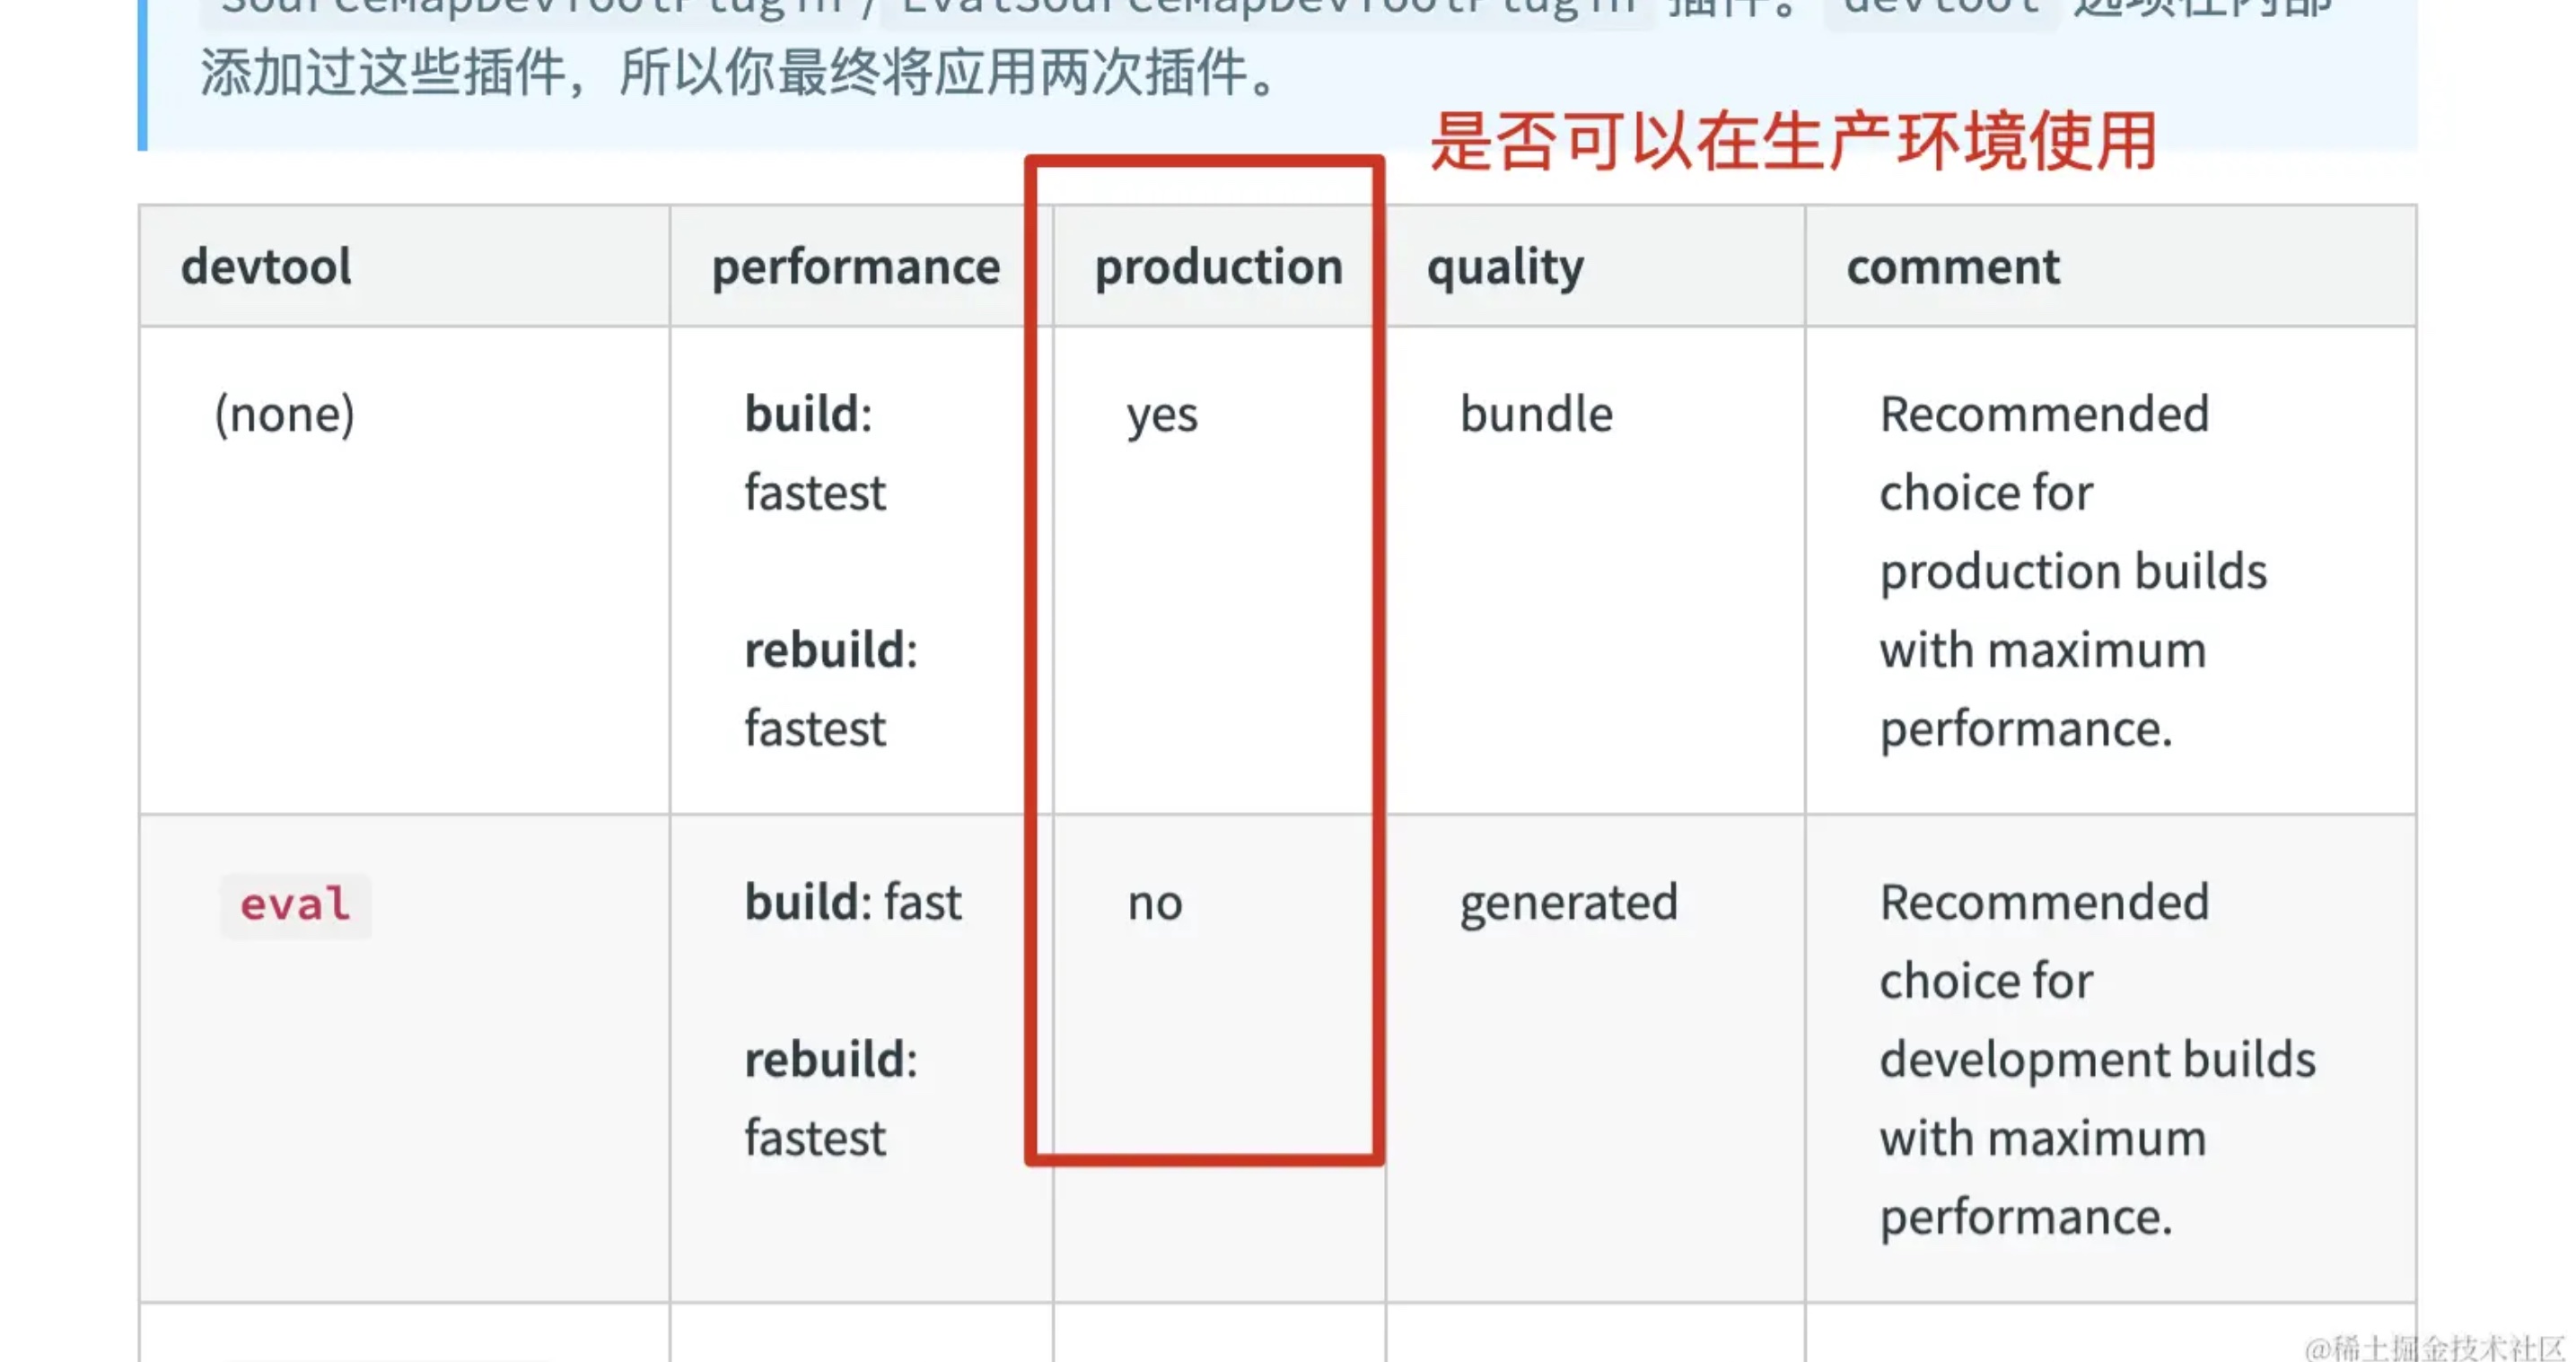 SourceMapDevToolPlugin / EvalSourceMapDevToolPlugin 插件。 devtool 选项在内部
添加过这些插件，所以你最终将应用两次插件。
是否可以在生产环境使用
devtool performance production quality comment
(none) build: yes bundle Recommended
fastest choice for
production builds
rebuild: with maximum
fastest performance.
eval build: fast no generated Recommended
choice for
rebuild: development builds
fastest with maximum
performance.
@稀土掘金技术社区